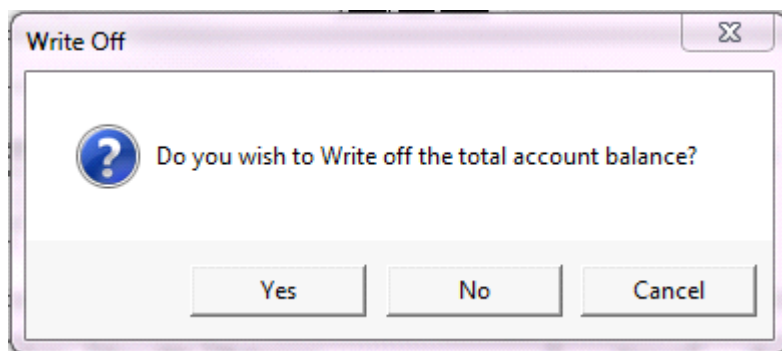 Write Off
Do you wish to Write off the total account balance?
Yes No Cancel